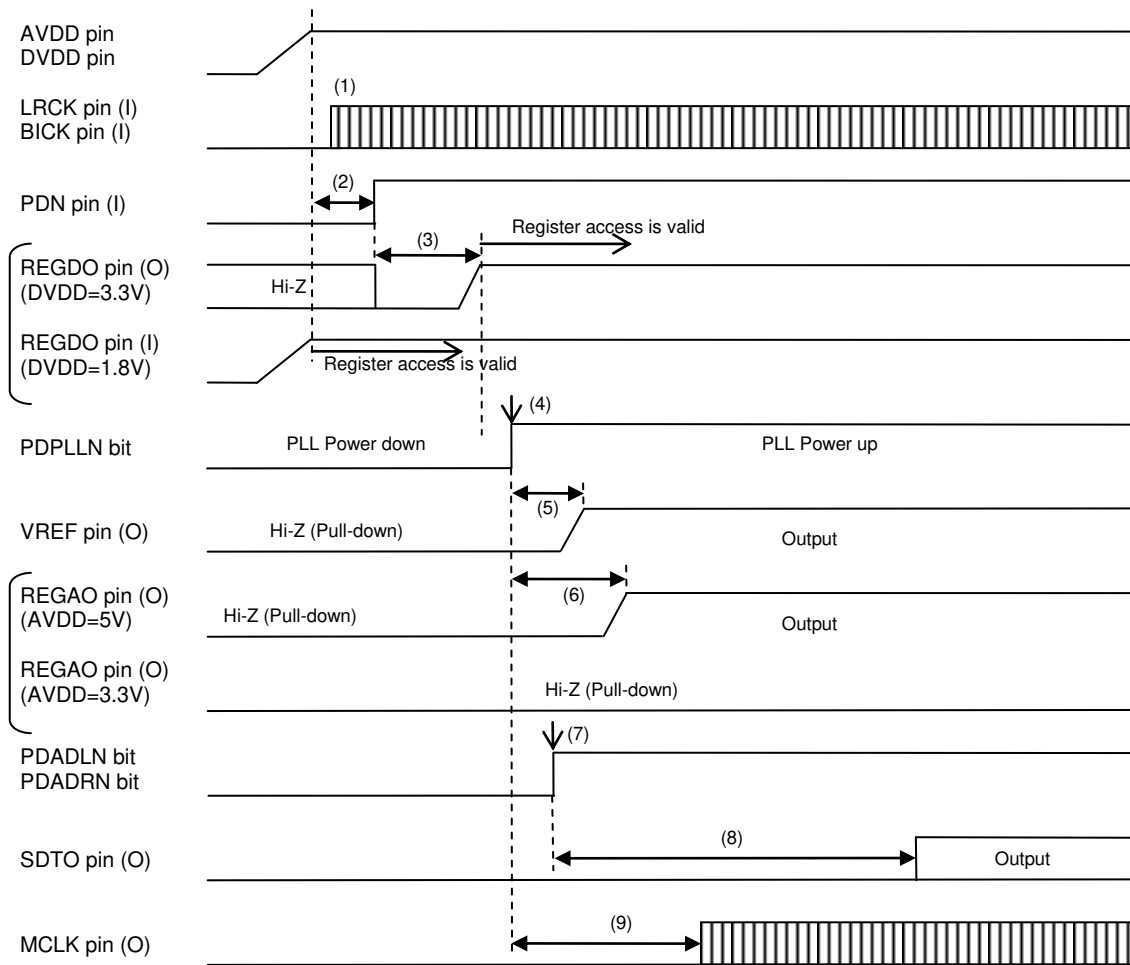 AVDD pin
DVDD pin
(1)
LRCK pin (I)
BICK pin (I)
(2)
PDN pin (I)
(3)
Register access is valid
REGDO pin (O)
(DVDD=3.3V)
Hi-Z
REGDO pin (I)
(DVDD=1.8V)
Register access is valid
(4)
PDPLLN bit
PLL Power down
PLL Power up
(5)
VREF pin (O)
Hi-Z (Pull-down)
Output
(6)
REGAO pin (O)
(AVDD=5V)
Hi-Z (Pull-down)
Output
REGAO pin (O)
(AVDD=3.3V)
Hi-Z (Pull-down)
(7)
PDADLN bit
PDADRN bit
(8)
SDTO pin (O)
Output
(9)
MCLK pin (O)